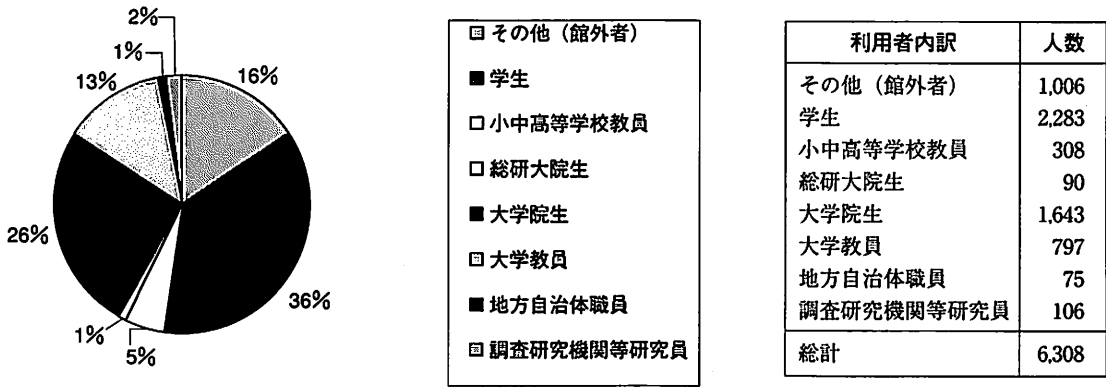 2%
1%
13%
16%
26%
36%
1%
5%
その他（館外者）
学生
小中高等学校教員
総研大院生
大学院生
大学教員
地方自治体職員
調査研究機関等研究員
利用者内訳 人数
その他（館外者） 1,006
学生 2,283
小中高等学校教員 308
総研大院生 90
大学院生 1,643
大学教員 797
地方自治体職員 75
調査研究機関等研究員 106
総計 6,308